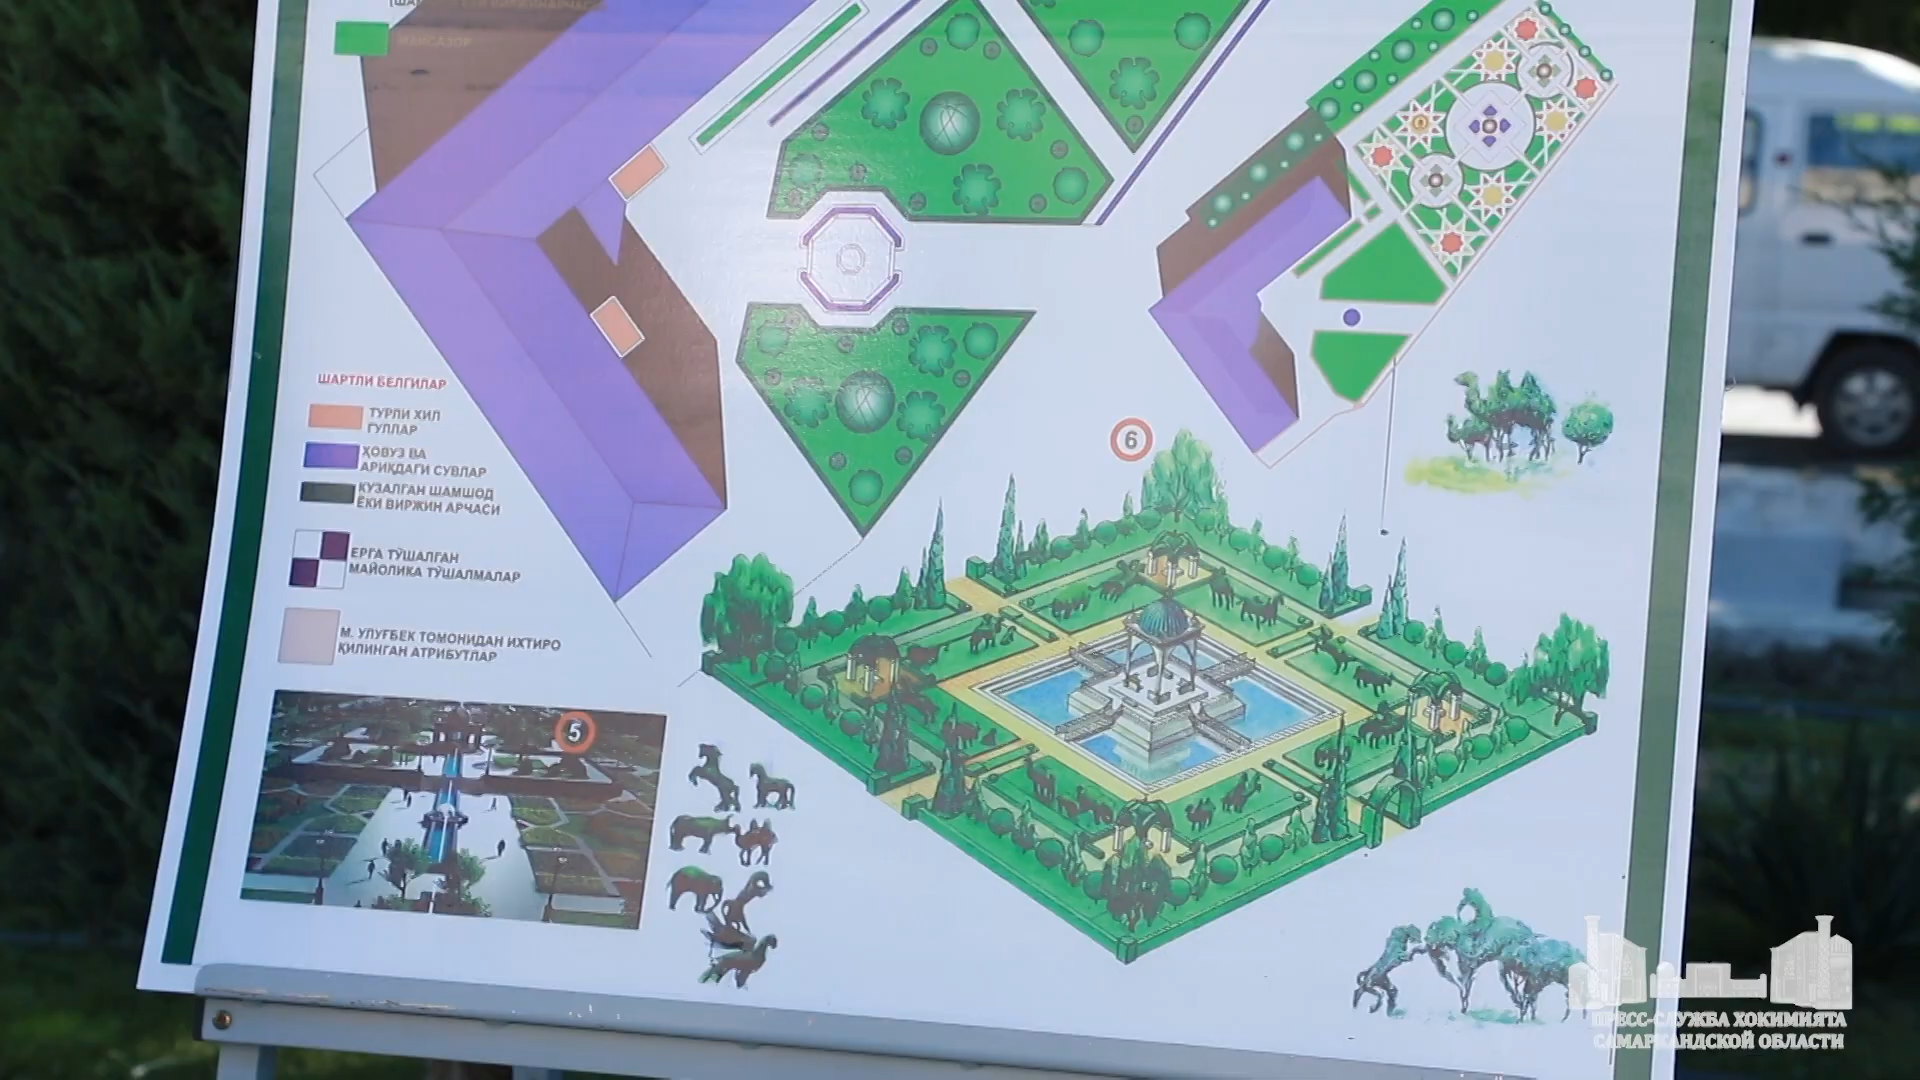 МАЙСАЗОР
ШАРТЛИ БЕЛГИЛАР
ТУРЛИ ХИЛ
ГУЛЛАР
ҲОВУЗ ВА
АРИҚДАГИ СУВЛАР
КУЗАЛГАН ШАМШОД
ЁКИ ВИРЖИН АРЧАСИ
ЕРГА ТЎШАЛГАН
МАЙОЛИКА ТЎШАЛМАЛАР
М. УЛУҒБЕК ТОМОНИДАН ИХТИРО
ҚИЛИНГАН АТРИБУТЛАР
5
6
ПРЕСС-СЛУЖБА ХОКИМИЯТА
САМАРКАНДСКОЙ ОБЛАСТИ